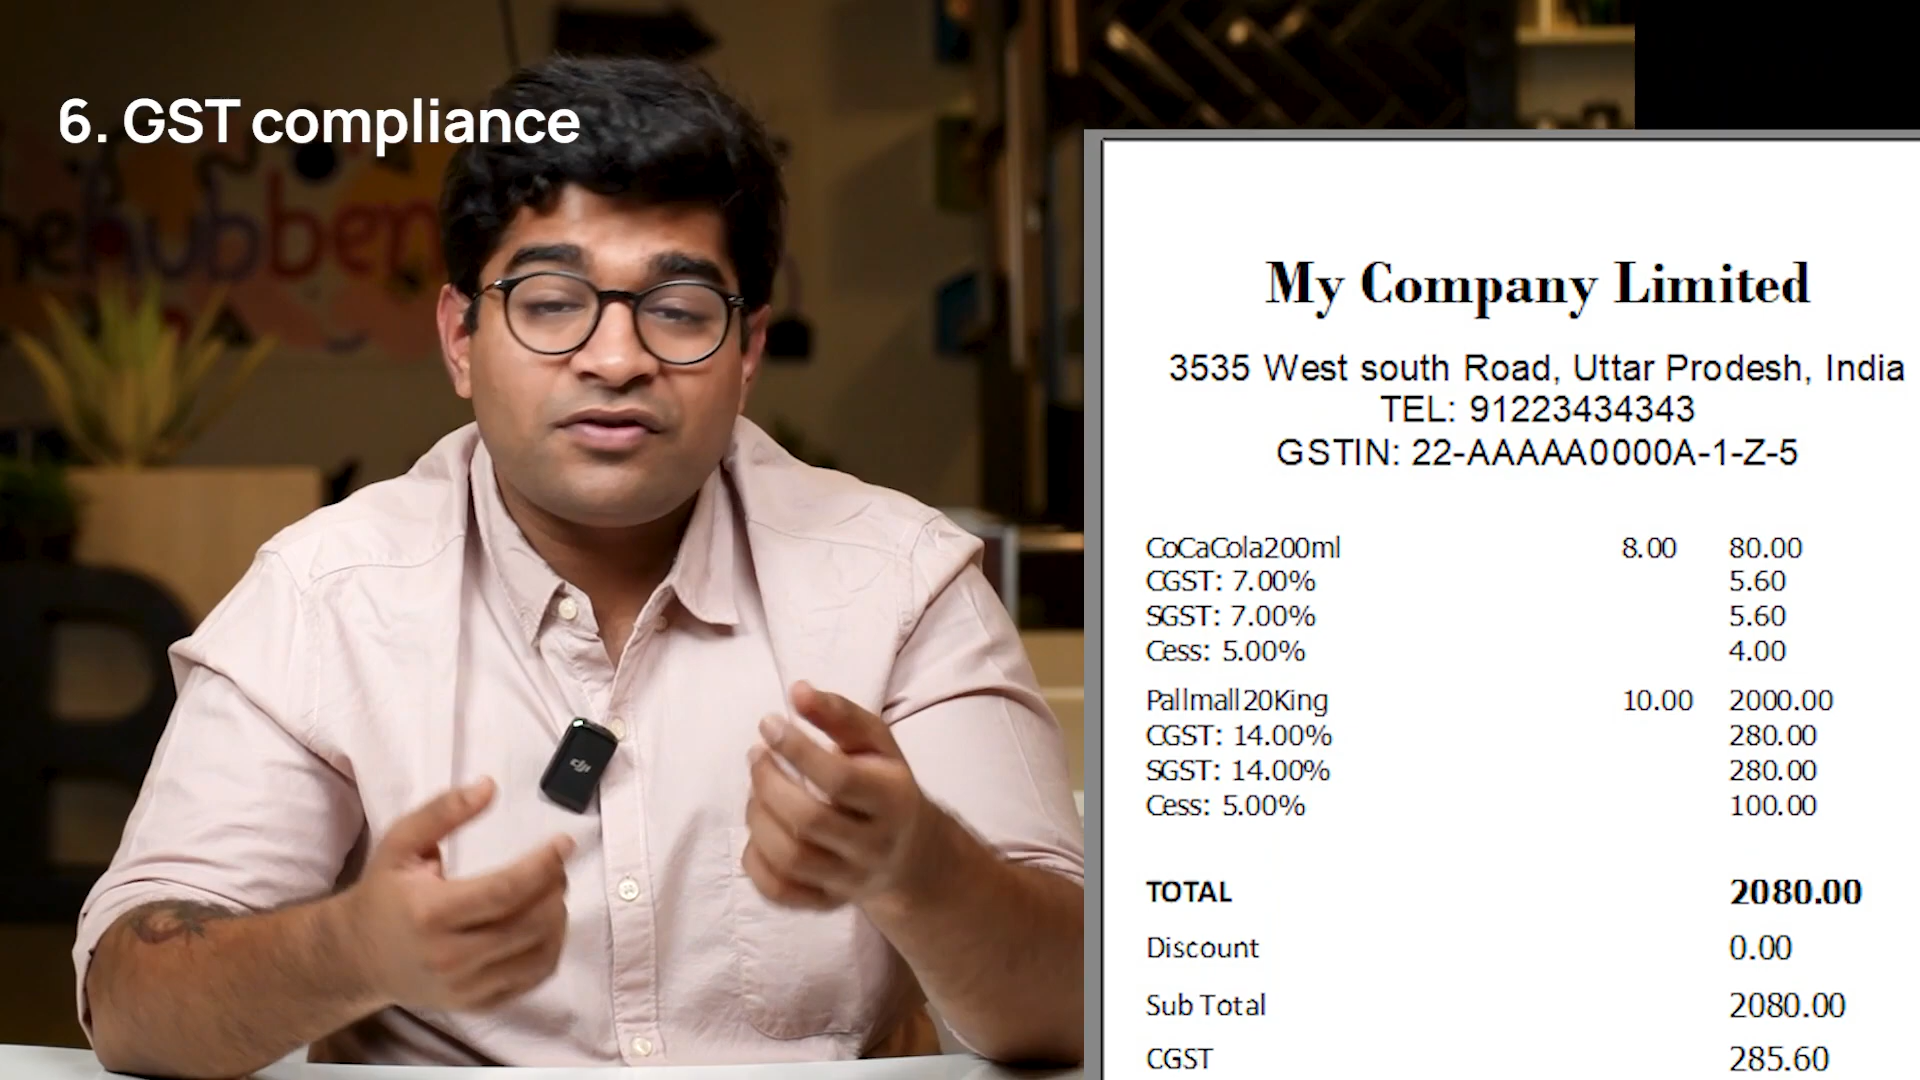 6. GST compliance
hehubben
dji
My Company Limited
3535 West south Road, Uttar Prodesh, India
TEL: 91223434343
GSTIN: 22-AAAAA0000A-1-Z-5
CoCaCola200ml 8.00 80.00
CGST: 7.00% 5.60
SGST: 7.00% 5.60
Cess: 5.00% 4.00
Pallmall20King 10.00 2000.00
CGST: 14.00% 280.00
SGST: 14.00% 280.00
Cess: 5.00% 100.00
TOTAL 2080.00
Discount 0.00
Sub Total 2080.00
CGST 285.60